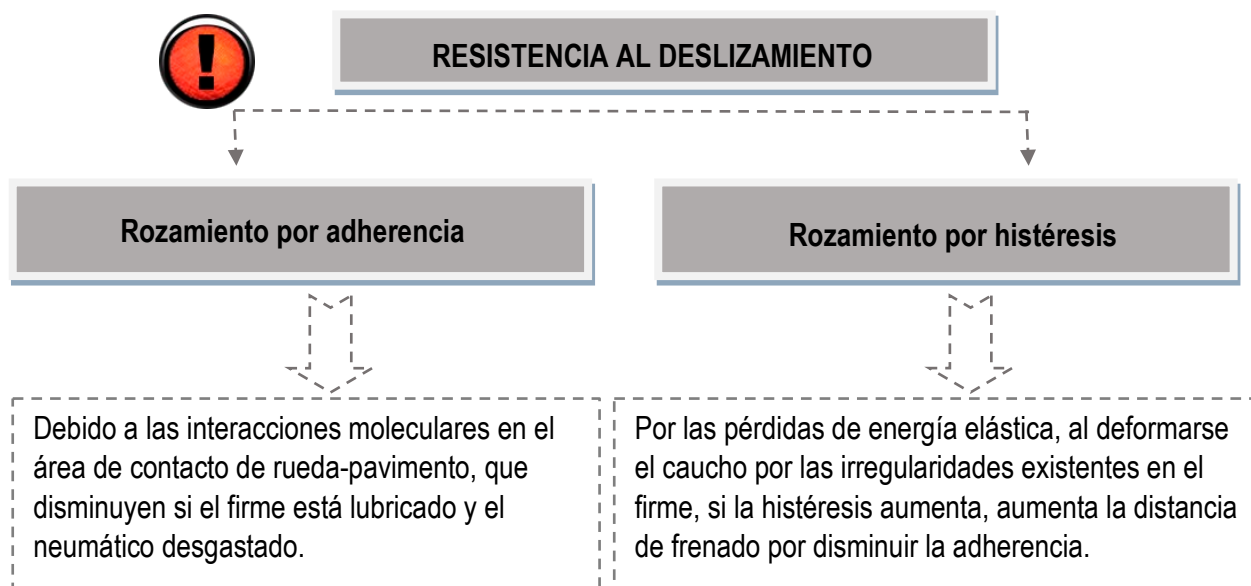 !
RESISTENCIA AL DESLIZAMIENTO
Rozamiento por adherencia
Rozamiento por histéresis
Debido a las interacciones moleculares en el
área de contacto de rueda-pavimento, que
disminuyen si el firme está lubricado y el
neumático desgastado.
Por las pérdidas de energía elástica, al deformarse
el caucho por las irregularidades existentes en el
firme, si la histéresis aumenta, aumenta la distancia
de frenado por disminuir la adherencia.